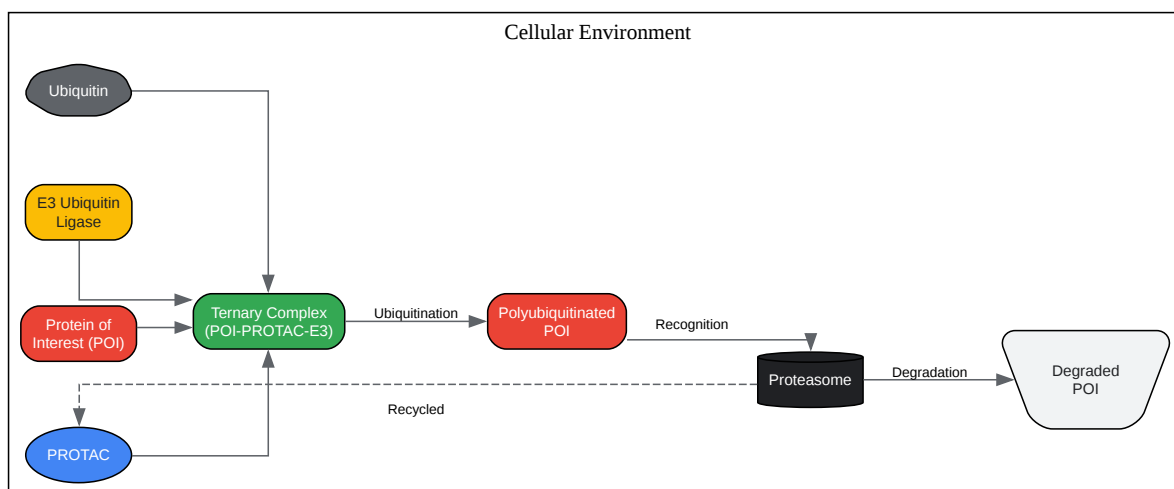 Cellular Environment
Ubiquitin
E3 Ubiquitin
Ligase
Protein of
Interest (POI)
Ternary Complex
(POI-PROTAC-E3)
Ubiquitination
Polyubiquitinated
POI
Recognition
Proteasome
Degradation
Degraded
POI
Recycled
PROTAC